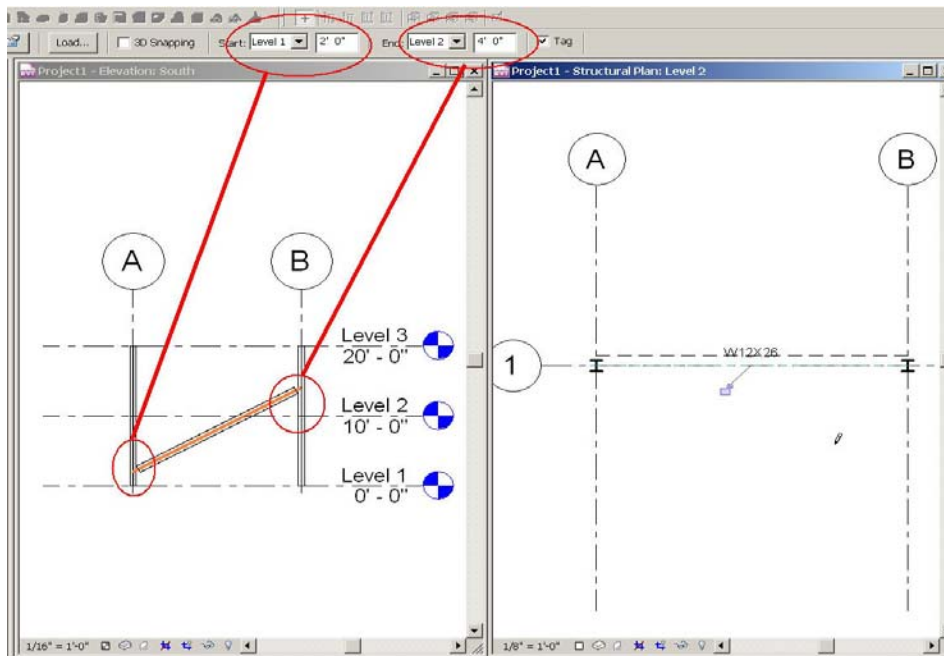 Load... 3D Snapping Start: Level 1 2' 0" End: Level 2 4' 0" Tag
Project1 - Elevation: South
A B
Level 3
20' - 0"
Level 2
10' - 0"
Level 1
0' - 0"
1/16" = 1'-0"
Project1 - Structural Plan: Level 2
A B
W12X26
1
1/8" = 1'-0"